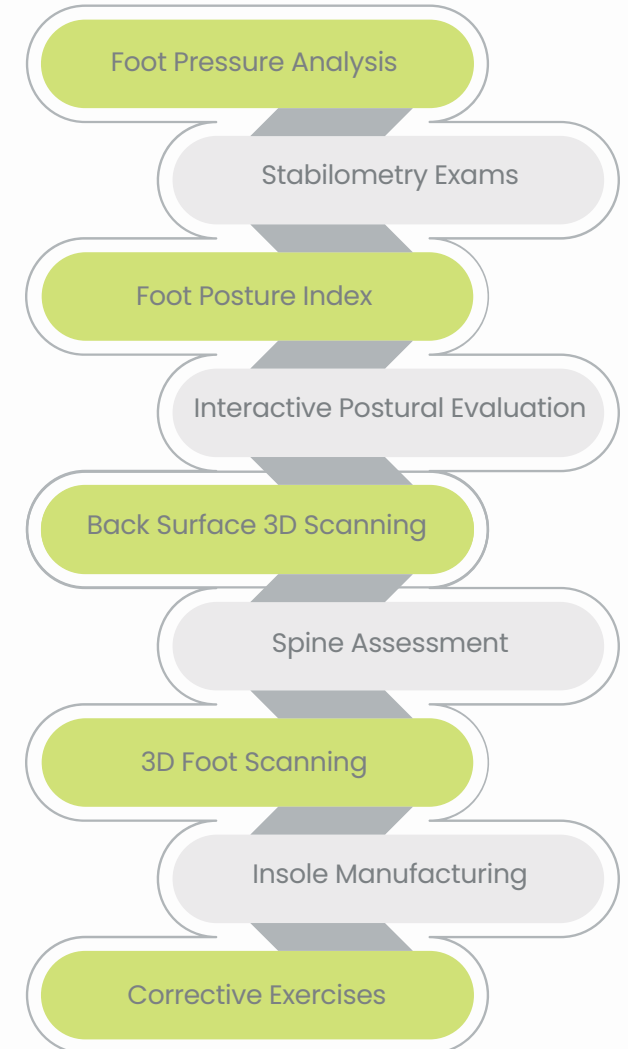 Foot Pressure Analysis
Stabilometry Exams
Foot Posture Index
Interactive Postural Evaluation
Back Surface 3D Scanning
Spine Assessment
3D Foot Scanning
Insole Manufacturing
Corrective Exercises